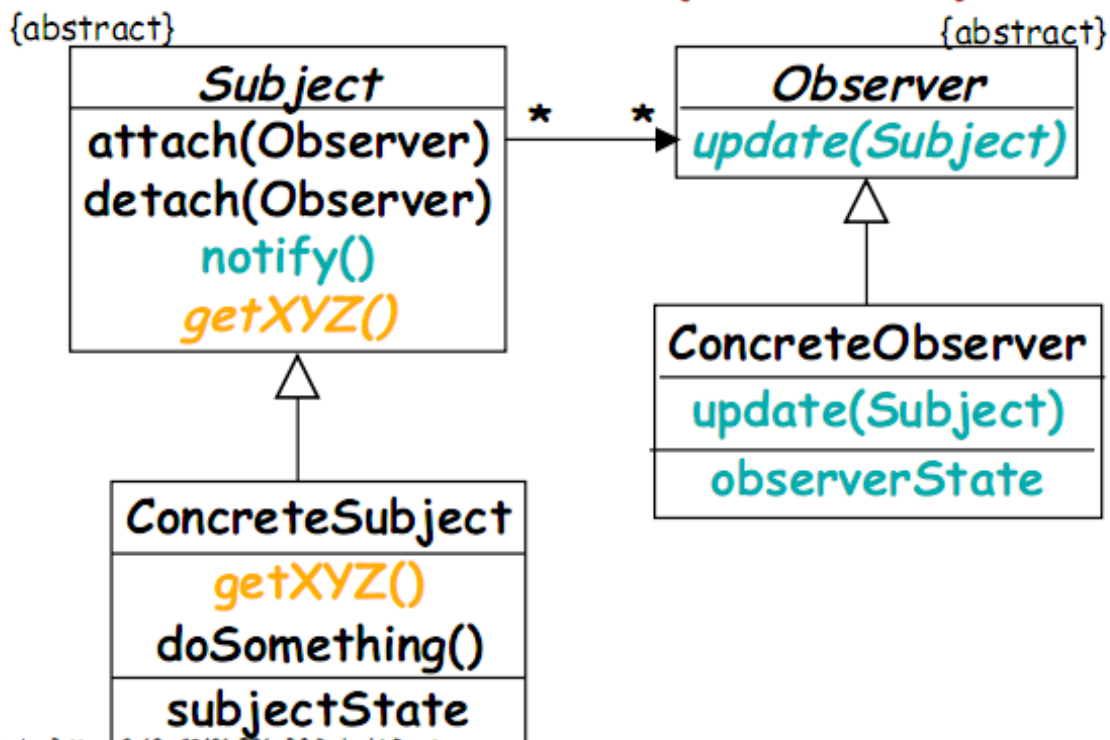 {abstract}
Subject
attach(Observer)
detach(Observer)
notify()
getXYZ()
*
*
{abstract}
Observer
update(Subject)
ConcreteObserver
update(Subject)
observerState
ConcreteSubject
getXYZ()
doSomething()
subjectState